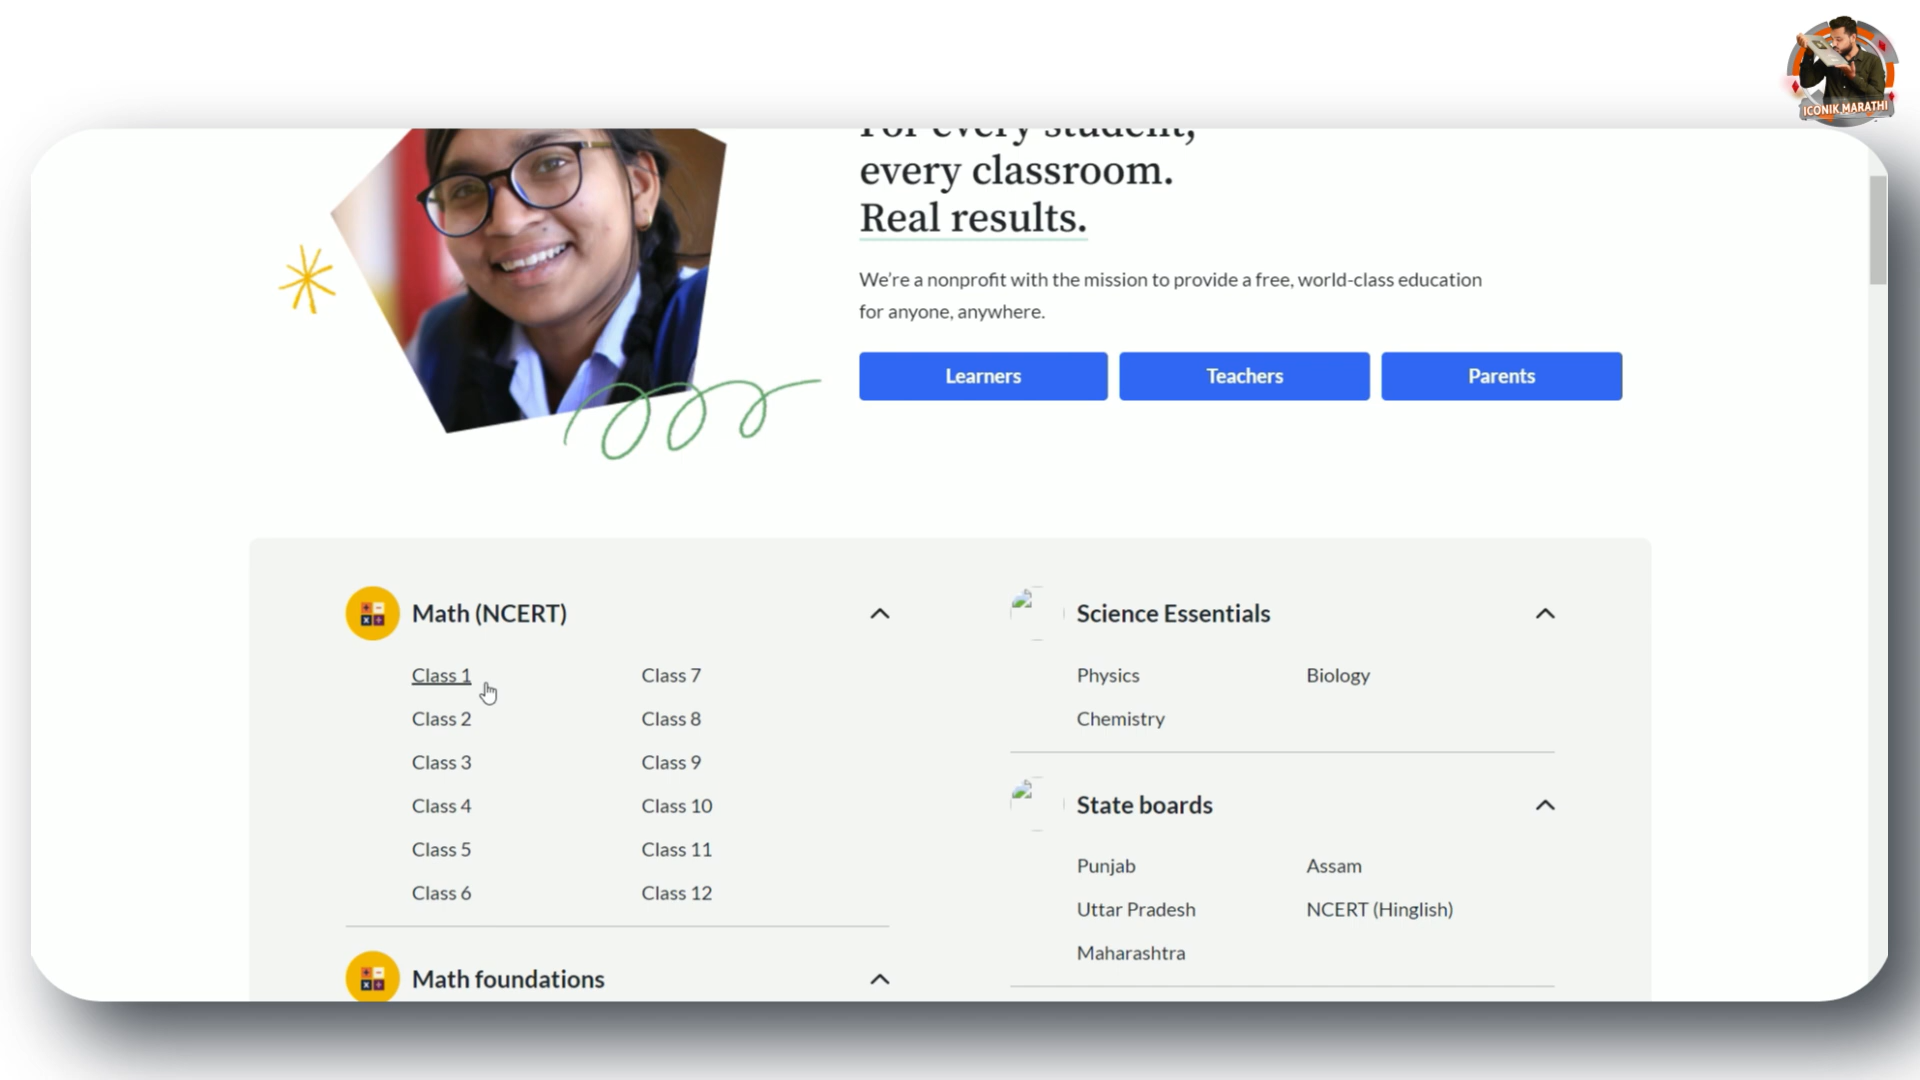 ICONIK MARATHI
For every student,
every classroom.
Real results.
We're a nonprofit with the mission to provide a free, world-class education
for anyone, anywhere.
Learners
Teachers
Parents
Math (NCERT)
Class 1
Class 7
Class 2
Class 8
Class 3
Class 9
Class 4
Class 10
Class 5
Class 11
Class 6
Class 12
Math foundations
Science Essentials
Physics
Biology
Chemistry
State boards
Punjab
Assam
Uttar Pradesh
NCERT (Hinglish)
Maharashtra